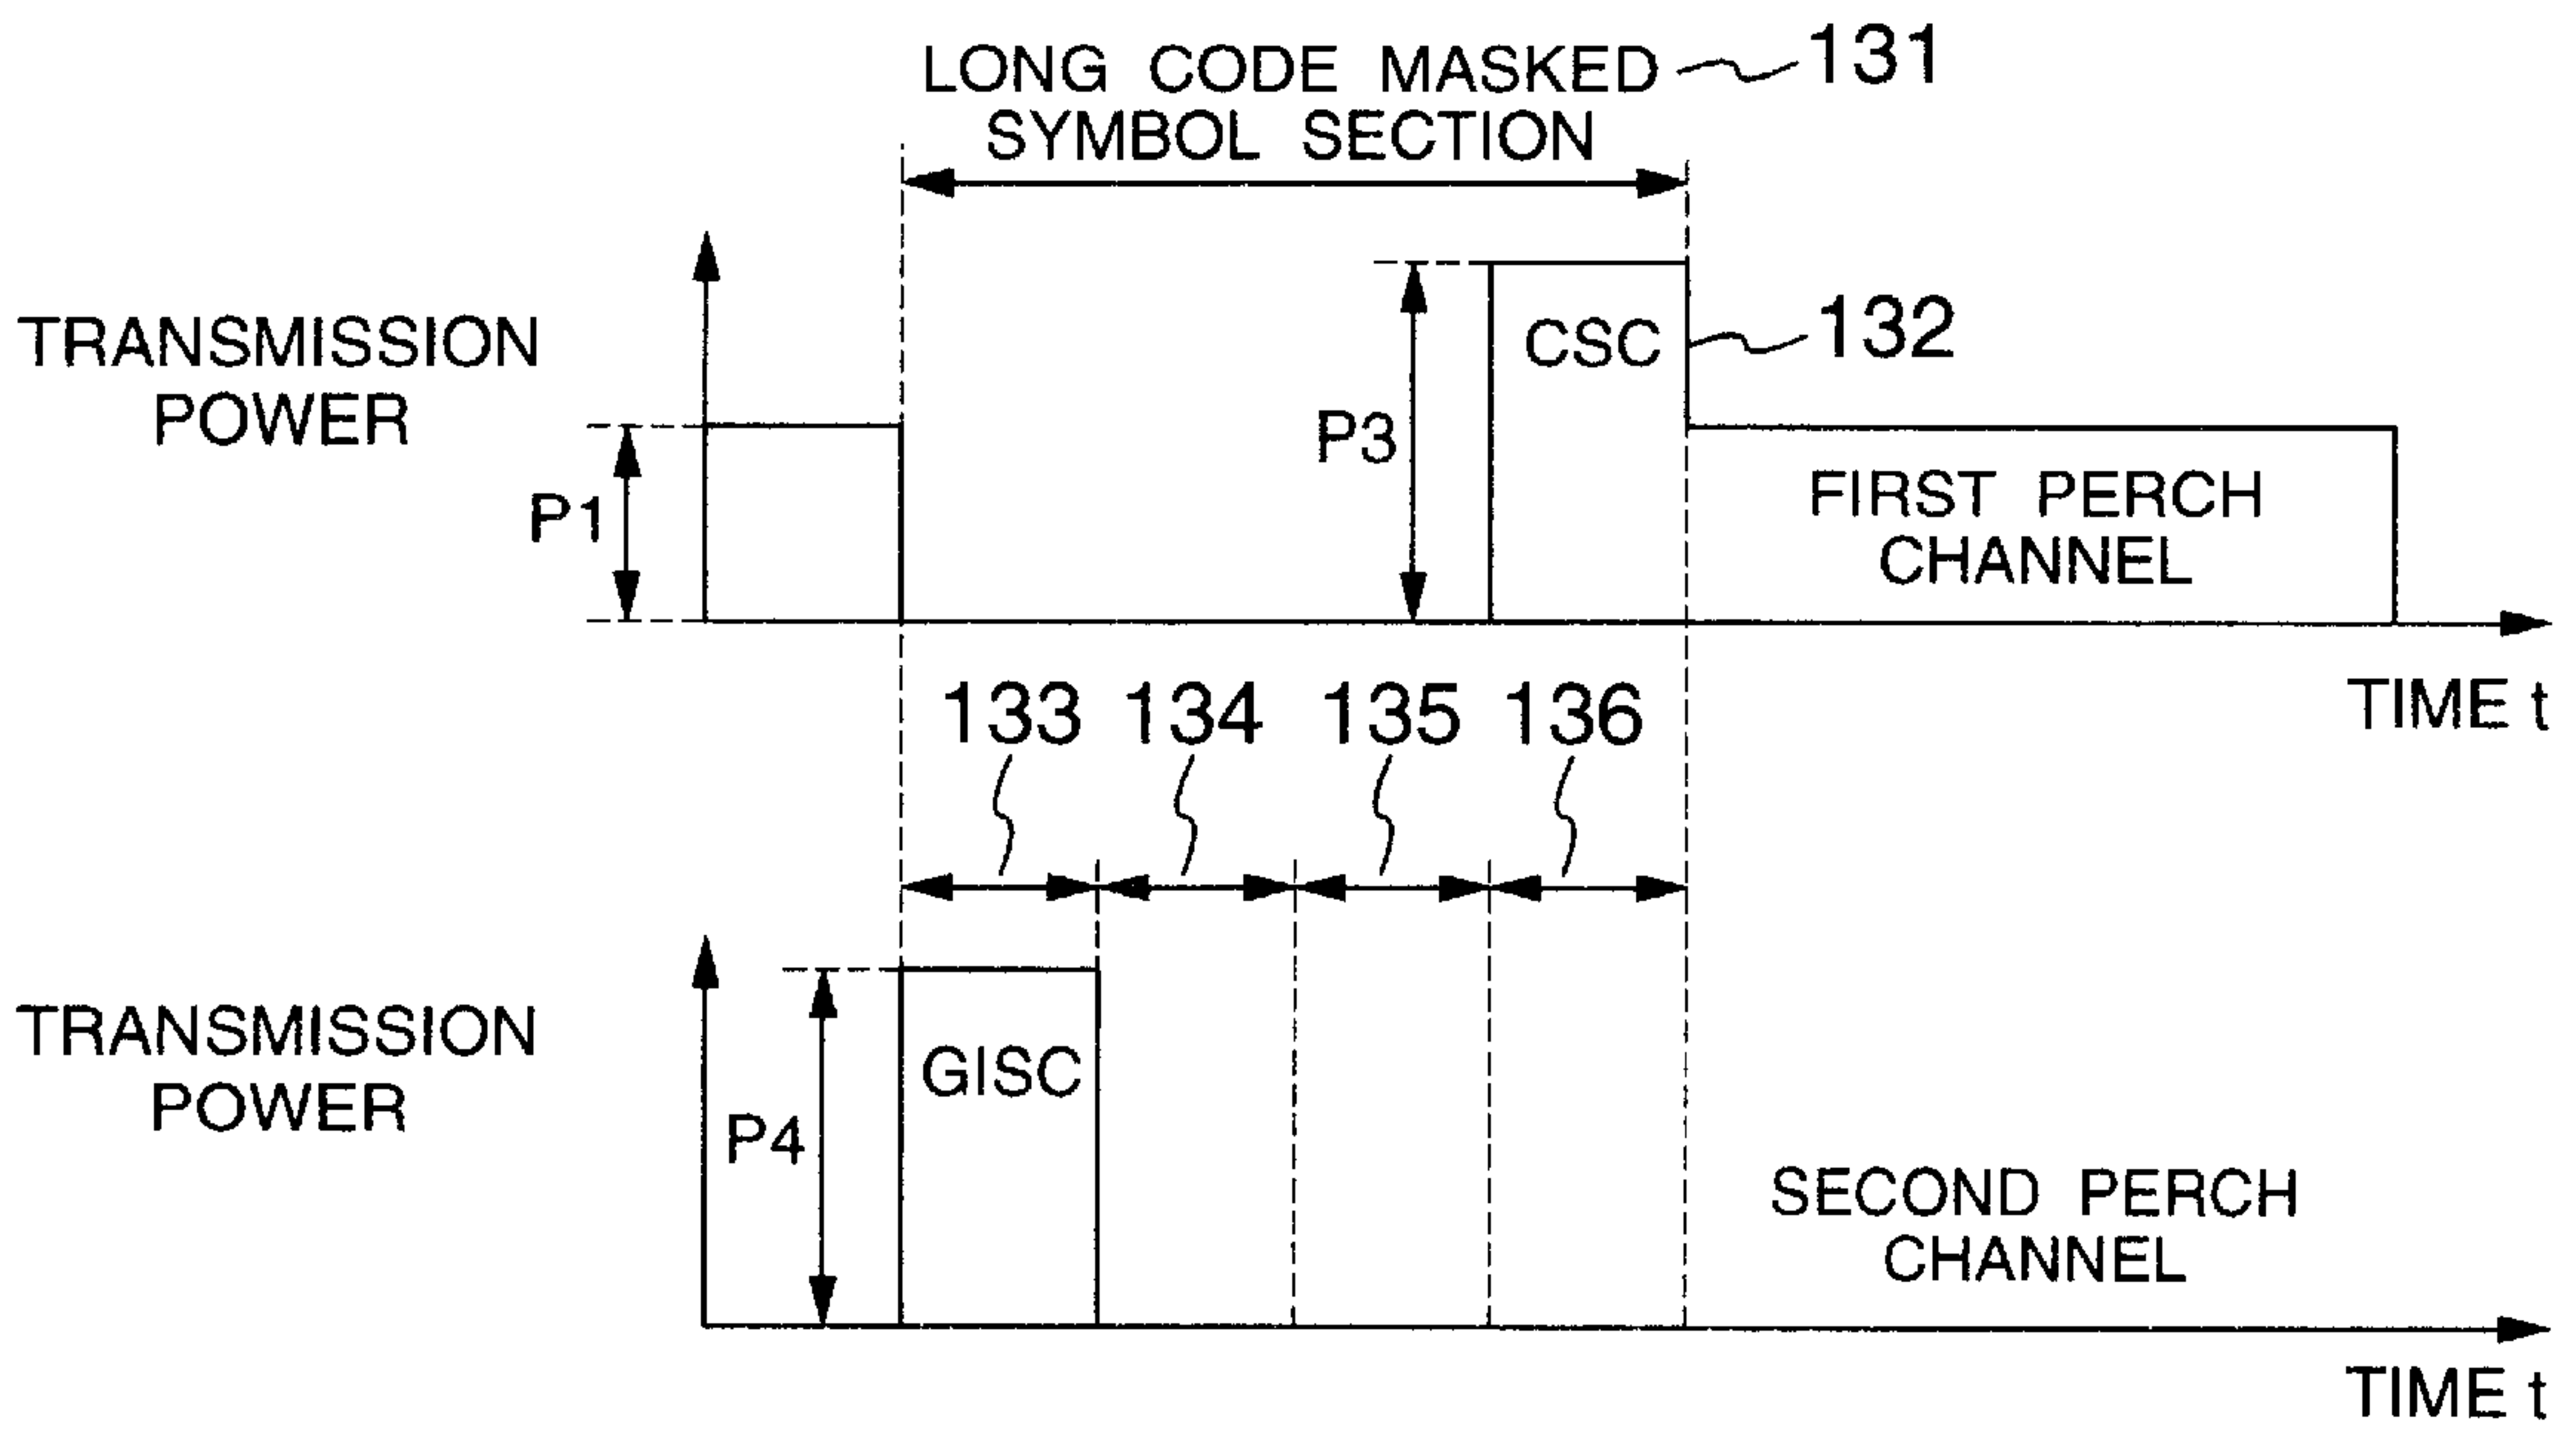 LONG CODE MASKED 131
SYMBOL SECTION
TRANSMISSION
POWER
P1
P3
CSC
132
FIRST PERCH
CHANNEL
TIME t
133 134 135 136
TRANSMISSION
POWER
P4
GISC
SECOND PERCH
CHANNEL
TIME t